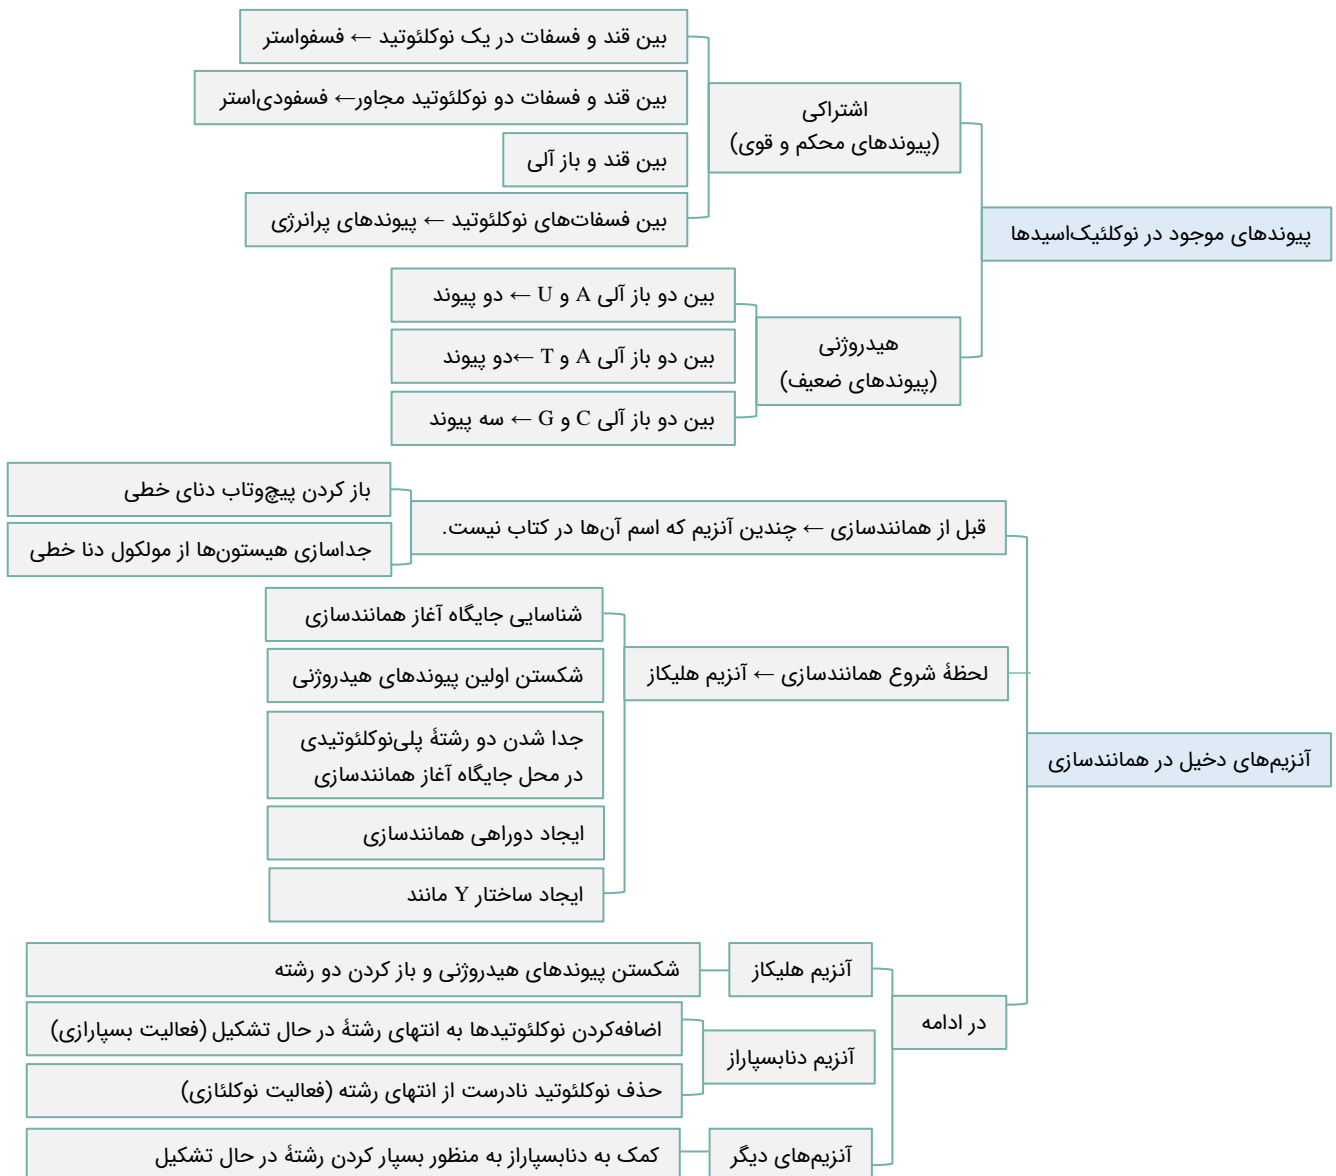 پیوندهای موجود در نوکلئیک‌اسیدها
اشتراکی
(پیوندهای محکم و قوی)
بین قند و فسفات در یک نوکلئوتید ← فسفواستر
بین قند و فسفات دو نوکلئوتید مجاور← فسفودی‌استر
بین قند و باز آلی
بین فسفات‌های نوکلئوتید ← پیوندهای پرانرژی
هیدروژنی
(پیوندهای ضعیف)
بین دو باز آلی A و U ← دو پیوند
بین دو باز آلی A و T ←دو پیوند
بین دو باز آلی C و G ← سه پیوند
آنزیم‌های دخیل در همانندسازی
قبل از همانندسازی ← چندین آنزیم که اسم آن‌ها در کتاب نیست.
باز کردن پیچ‌وتاب دنای خطی
جداسازی هیستون‌ها از مولکول دنا خطی
لحظهٔ شروع همانندسازی ← آنزیم هلیکاز
شناسایی جایگاه آغاز همانندسازی
شکستن اولین پیوندهای هیدروژنی
جدا شدن دو رشتهٔ پلی‌نوکلئوتیدی
در محل جایگاه آغاز همانندسازی
ایجاد دوراهی همانندسازی
ایجاد ساختار Y مانند
در ادامه
آنزیم هلیکاز
شکستن پیوندهای هیدروژنی و باز کردن دو رشته
آنزیم دنابسپاراز
اضافه‌کردن نوکلئوتیدها به انتهای رشتهٔ در حال تشکیل (فعالیت بسپارازی)
حذف نوکلئوتید نادرست از انتهای رشته (فعالیت نوکلئازی)
آنزیم‌های دیگر
کمک به دنابسپاراز به منظور بسپار کردن رشتهٔ در حال تشکیل